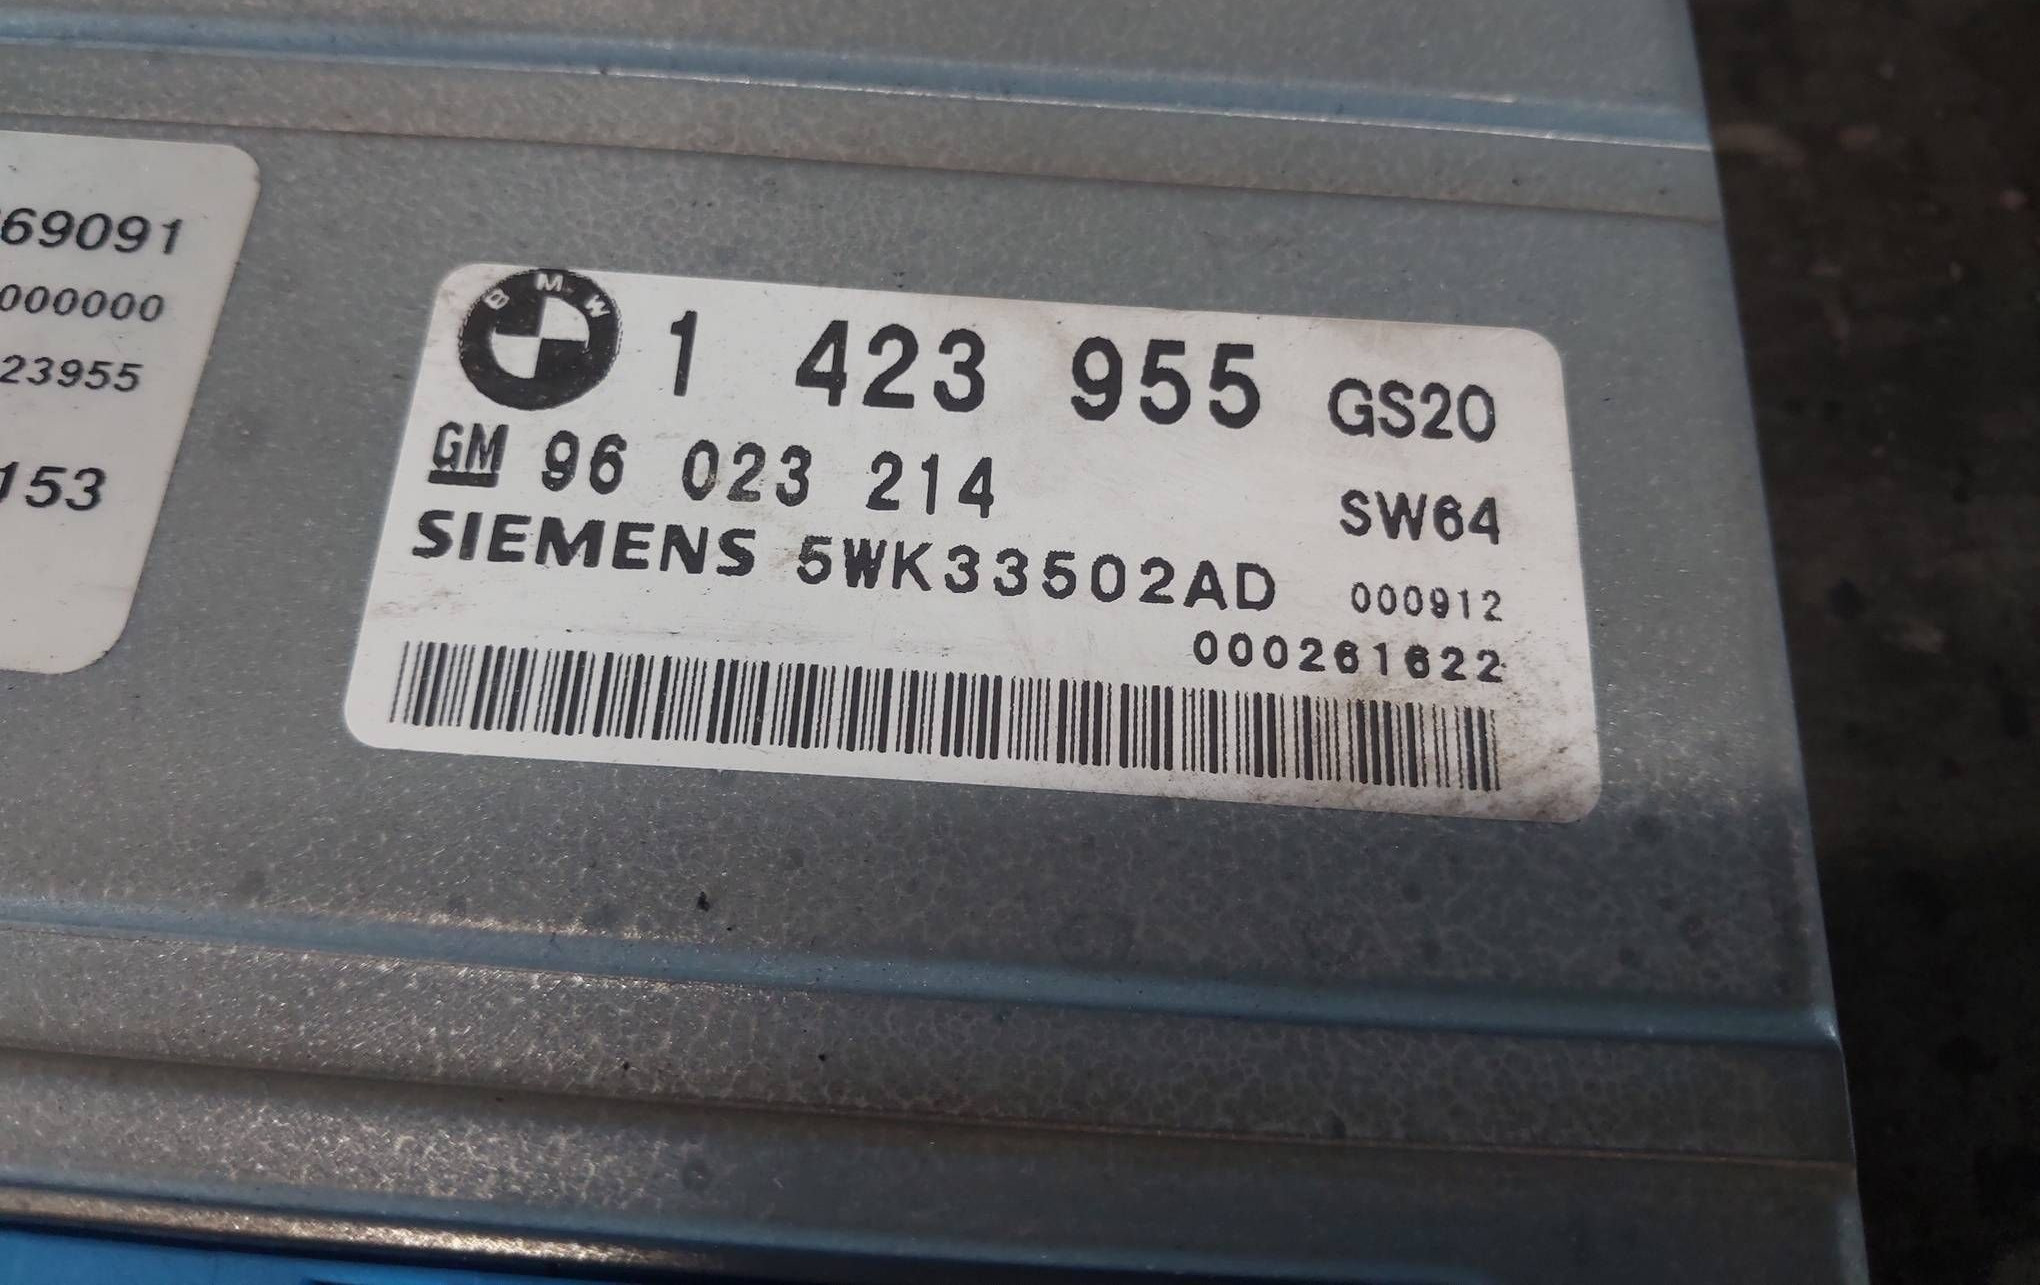 69091
000000
23955
153
BMW 1 423 955 GS20
GM 96 023 214 SW64
SIEMENS 5WK33502AD 000912
000261622